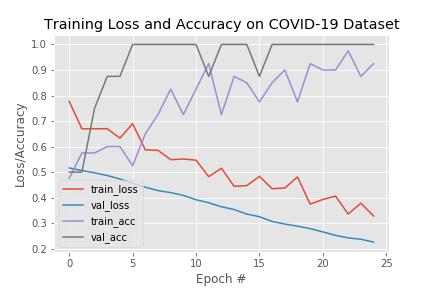 Training Loss and Accuracy on COVID-19 Dataset
1.0
0.9
0.8
0.7
0.6
0.5
0.4
0.3
0.2
Loss/Accuracy
train_loss
val_loss
train_acc
val_acc
0 5 10 15 20 25
Epoch #